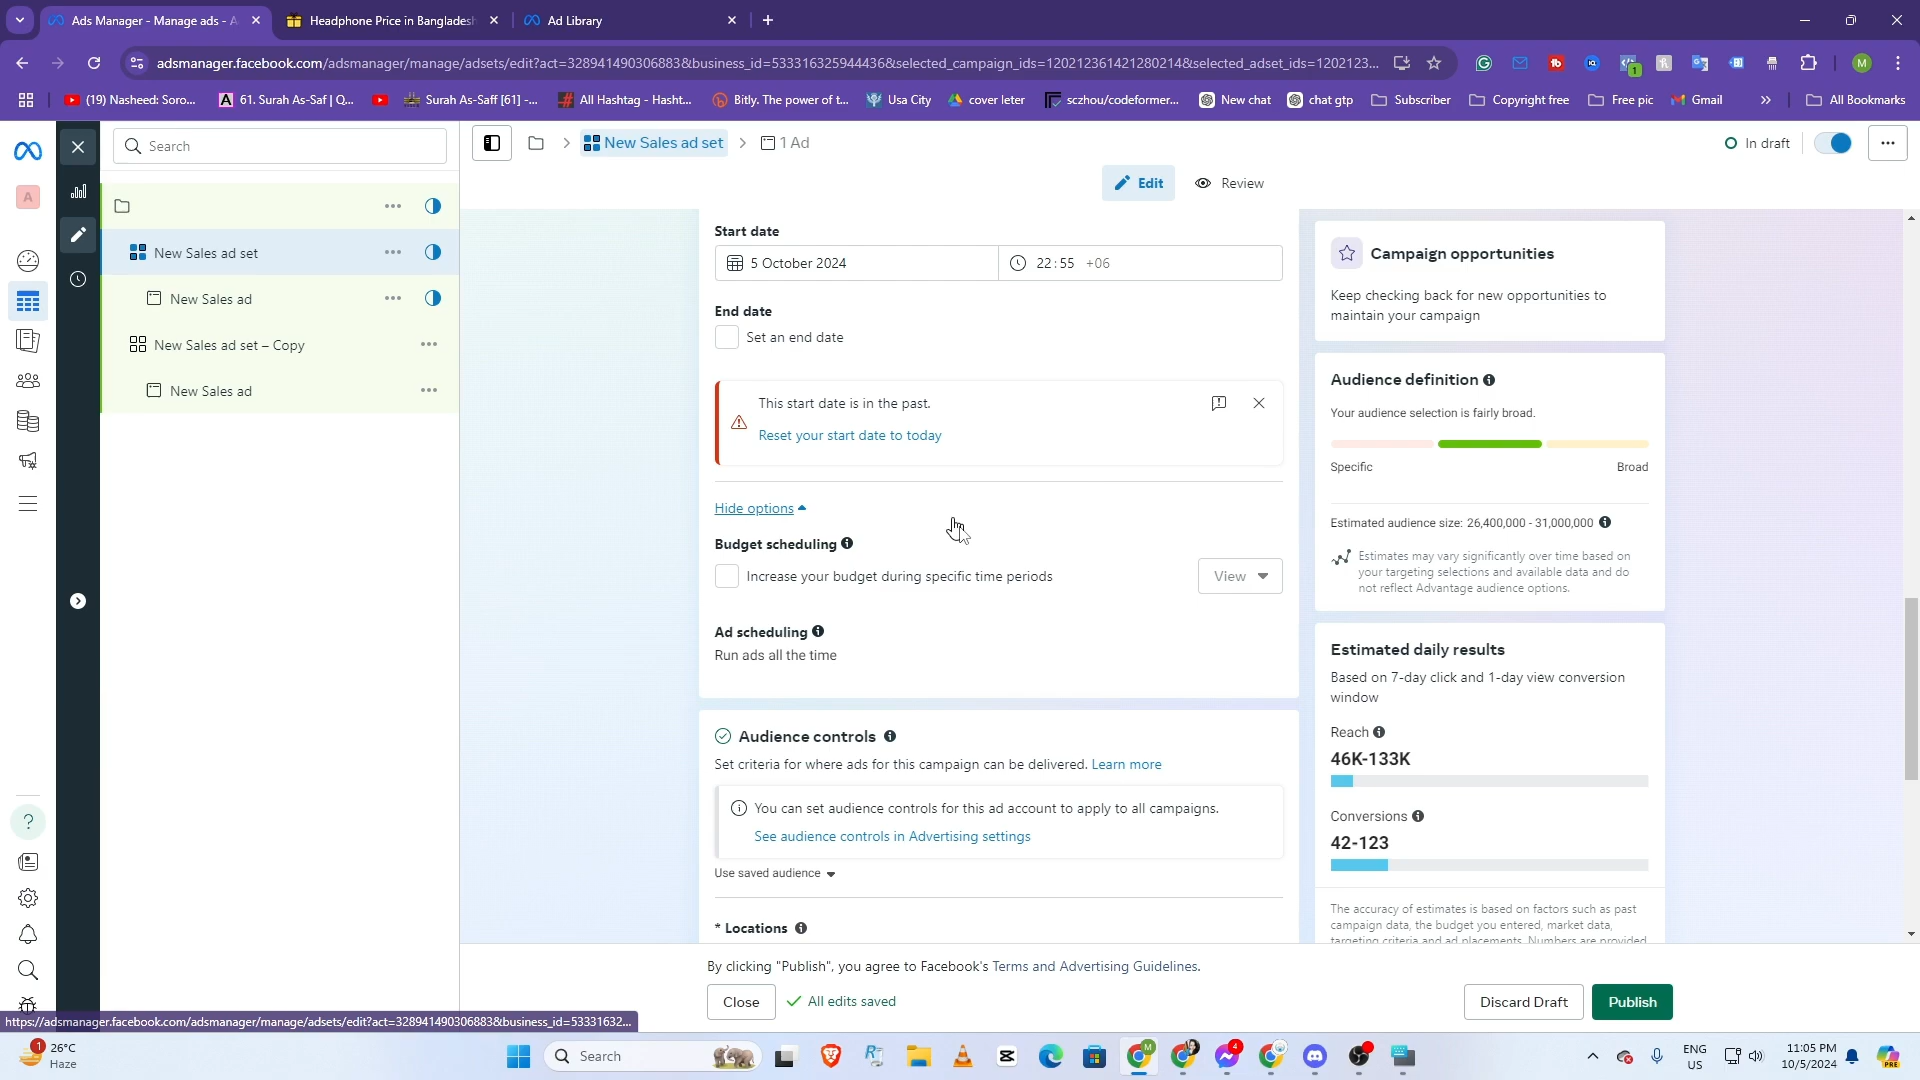 Ads Manager - Manage ads - A
Headphone Price in Bangladesh
Ad Library
adsmanager.facebook.com/adsmanager/manage/adsets/edit?act=328941490306883&business_id=533316325944436&selected_campaign_ids=120212361421280214&selected_adset_ids=1202123...
(19) Nasheed: Soro...
61. Surah As-Saf | Q...
Surah As-Saff [61] -...
All Hashtag - Hasht...
Bitly. The power of t...
Usa City
cover leter
sczhou/codeformer...
New chat
chat gtp
Subscriber
Copyright free
Free pic
Gmail
»
All Bookmarks
Search
New Sales ad set
1 Ad
In draft
Edit
Review
New Sales ad set
New Sales ad
New Sales ad set – Copy
New Sales ad
Start date
5 October 2024
22:55 +06
End date
Set an end date
This start date is in the past.
Reset your start date to today
Hide options
Budget scheduling
Increase your budget during specific time periods
View
Ad scheduling
Run ads all the time
Audience controls
Set criteria for where ads for this campaign can be delivered. Learn more
You can set audience controls for this ad account to apply to all campaigns.
See audience controls in Advertising settings
Use saved audience
* Locations
Campaign opportunities
Keep checking back for new opportunities to
maintain your campaign
Audience definition
Your audience selection is fairly broad.
Specific
Broad
Estimated audience size: 26,400,000 - 31,000,000
Estimates may vary significantly over time based on
your targeting selections and available data and do
not reflect Advantage audience options.
Estimated daily results
Based on 7-day click and 1-day view conversion
window
Reach
46K-133K
Conversions
42-123
The accuracy of estimates is based on factors such as past
campaign data, the budget you entered, market data,
targeting criteria and ad placements. Numbers are provided
By clicking "Publish", you agree to Facebook's Terms and Advertising Guidelines.
Close
All edits saved
Discard Draft
Publish
https://adsmanager.facebook.com/adsmanager/manage/adsets/edit?act=328941490306883&business_id=53331632...
1
26°C
Haze
Search
4
ENG
US
11:05 PM
10/5/2024